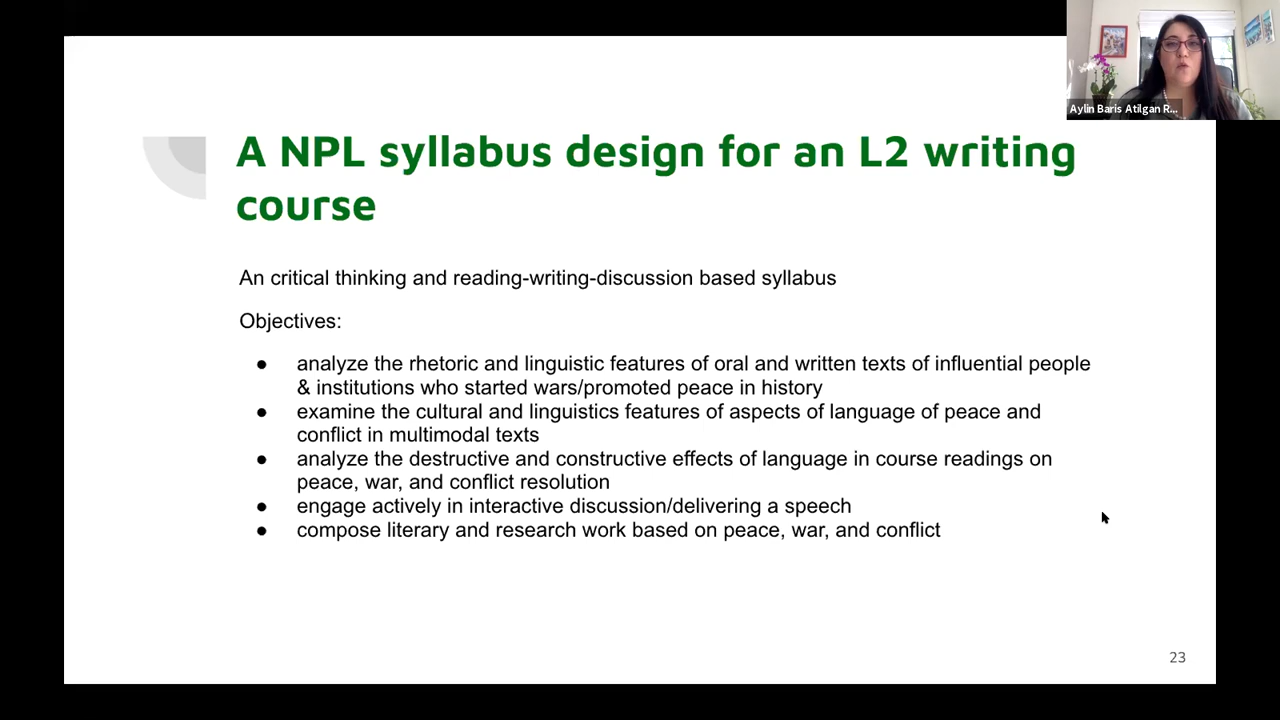 Aylin Baris Atilgan R...
A NPL syllabus design for an L2 writing
course
An critical thinking and reading-writing-discussion based syllabus
Objectives:
● analyze the rhetoric and linguistic features of oral and written texts of influential people
& institutions who started wars/promoted peace in history
● examine the cultural and linguistics features of aspects of language of peace and
conflict in multimodal texts
● analyze the destructive and constructive effects of language in course readings on
peace, war, and conflict resolution
● engage actively in interactive discussion/delivering a speech
● compose literary and research work based on peace, war, and conflict
23